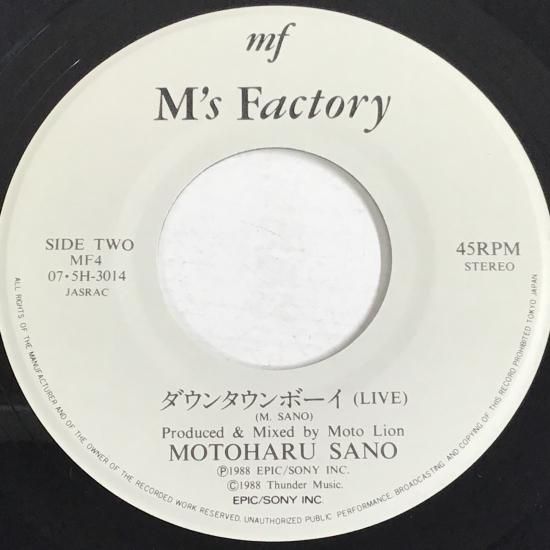 mf
M's Factory
SIDE TWO
MF4
07・5H-3014
JASRAC
45RPM
STEREO
ダウンタウンボーイ (LIVE)
(M. SANO)
Produced & Mixed by Moto Lion
MOTOHARU SANO
Ⓟ1988 EPIC/SONY INC.
Ⓒ1988 Thunder Music.
EPIC/SONY INC.
ALL RIGHTS OF THE MANUFACTURER AND OF THE OWNER OF THE RECORDED WORK RESERVED. UNAUTHORIZED PUBLIC PERFORMANCE, BROADCASTING AND COPYING OF THIS RECORD PROHIBITED TOKYO JAPAN